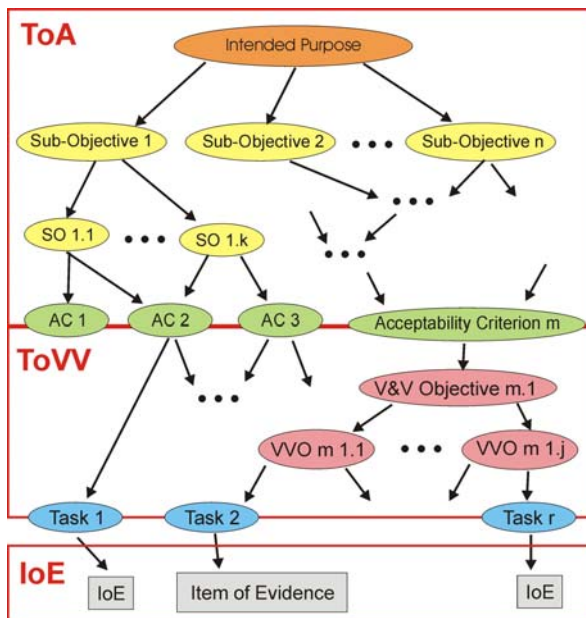 ToA
Intended Purpose
Sub-Objective 1
Sub-Objective 2
Sub-Objective n
SO 1.1
SO 1.k
AC 1
AC 2
AC 3
Acceptability Criterion m
ToVV
V&V Objective m.1
VVO m 1.1
VVO m 1.j
Task 1
Task 2
Task r
IoE
IoE
Item of Evidence
IoE